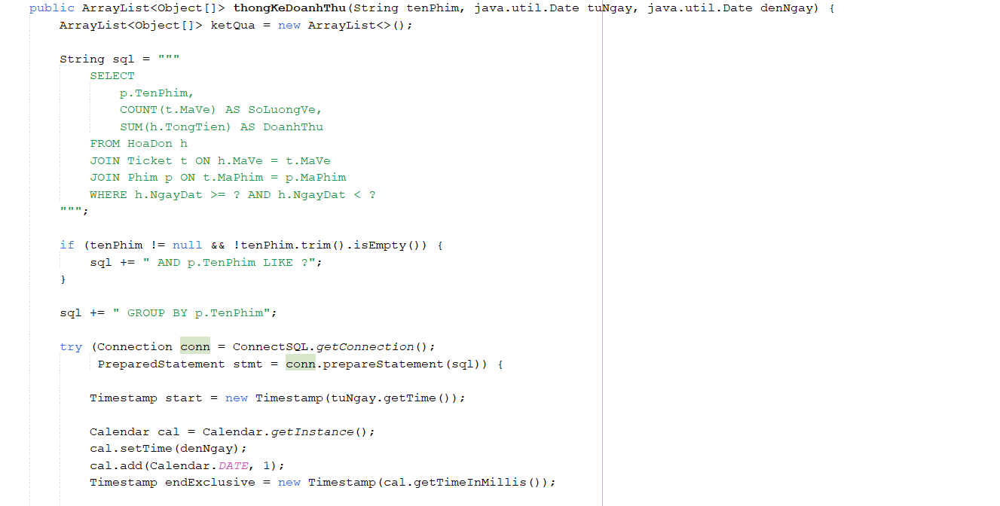 public ArrayList<Object[]> thongKeDoanhThu(String tenPhim, java.util.Date tuNgay, java.util.Date denNgay) {
    ArrayList<Object[]> ketQua = new ArrayList<>();

    String sql = """
        SELECT
            p.TenPhim,
            COUNT(t.MaVe) AS SoLuongVe,
            SUM(h.TongTien) AS DoanhThu
        FROM HoaDon h
        JOIN Ticket t ON h.MaVe = t.MaVe
        JOIN Phim p ON t.MaPhim = p.MaPhim
        WHERE h.NgayDat >= ? AND h.NgayDat < ?
    """;

    if (tenPhim != null && !tenPhim.trim().isEmpty()) {
        sql += " AND p.TenPhim LIKE ?";
    }

    sql += " GROUP BY p.TenPhim";

    try (Connection conn = ConnectSQL.getConnection();
         PreparedStatement stmt = conn.prepareStatement(sql)) {

        Timestamp start = new Timestamp(tuNgay.getTime());

        Calendar cal = Calendar.getInstance();
        cal.setTime(denNgay);
        cal.add(Calendar.DATE, 1);
        Timestamp endExclusive = new Timestamp(cal.getTimeInMillis());